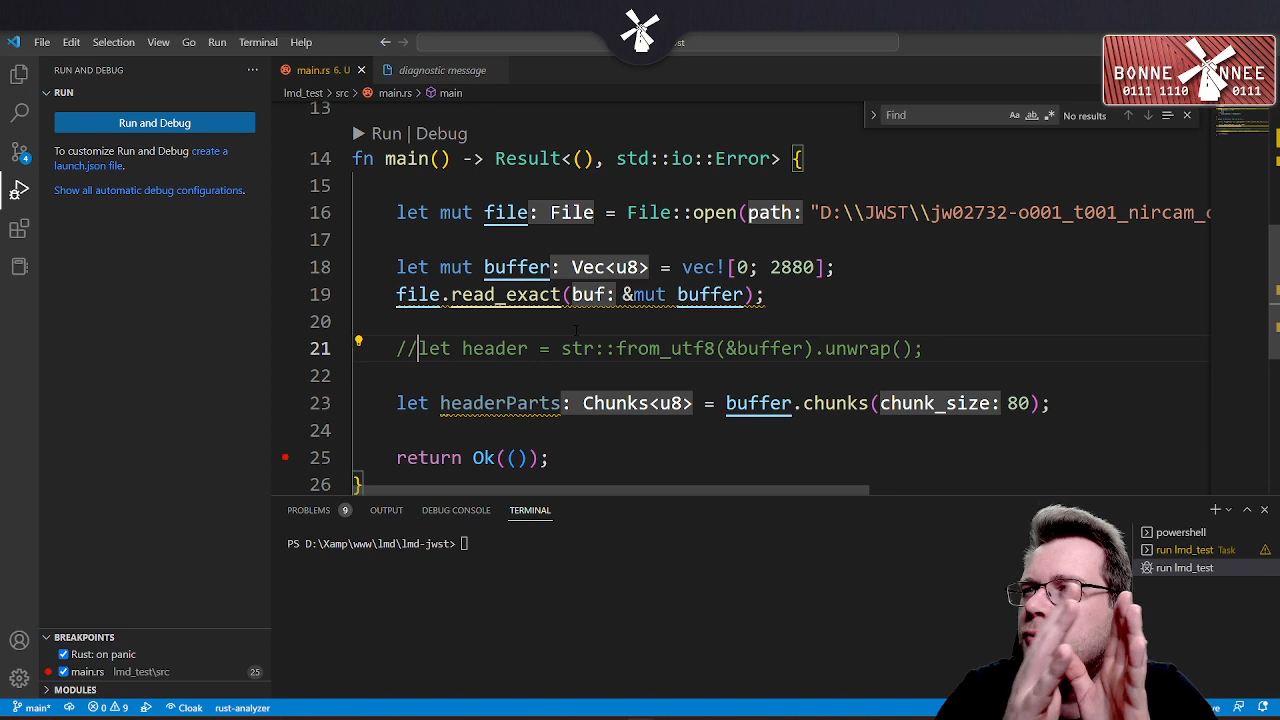 File Edit Selection View Go Run Terminal Help
st
BONNE NNEE
0111 1110 0111
RUN AND DEBUG
main.rs 6, U
diagnostic message
RUN
lmd_test > src > main.rs > main
Find
Aa ab No results
Run and Debug
To customize Run and Debug create a
launch.json file.
Show all automatic debug configurations.
4
13
Run | Debug
14 fn main() -> Result<(), std::io::Error> {
15
16 let mut file: File = File::open(path: "D:\\JWST\\jw02732-o001_t001_nircam_c
17
18 let mut buffer: Vec<u8> = vec![0; 2880];
19 file.read_exact(buf: &mut buffer);
20
21 //let header = str::from_utf8(&buffer).unwrap();
22
23 let headerParts: Chunks<u8> = buffer.chunks(chunk_size: 80);
24
25 return Ok(());
26 }
PROBLEMS 9 OUTPUT DEBUG CONSOLE TERMINAL
PS D:\Xamp\www\lmd\lmd-jwst>
powershell
run lmd_test Task
run lmd_test
BREAKPOINTS
Rust: on panic
main.rs lmd_test\src 25
MODULES
main* 0 9 Cloak rust-analyzer